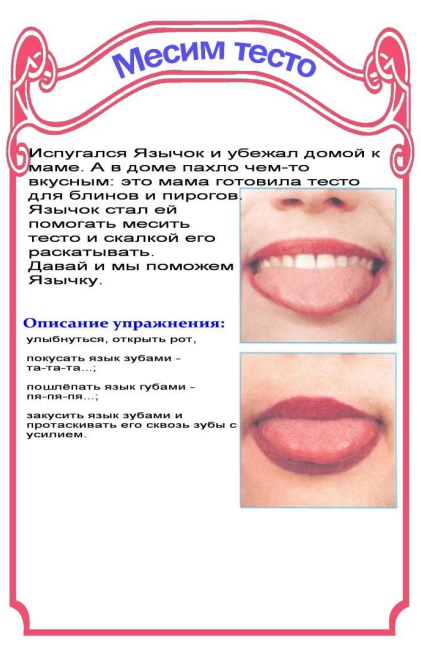 Месим тесто
Испугался Язычок и убежал домой к
маме. А в доме пахло чем-то
вкусным: это мама готовила тесто
для блинов и пирогов.
Язычок стал ей
помогать месить
тесто и скалкой его
раскатывать.
Давай и мы поможем
Язычку.
Описание упражнения:
улыбнуться, открыть рот,
покусать язык зубами –
та-та-та...;
пошлёпать язык губами –
пя-пя-пя...;
закусить язык зубами и
протаскивать его сквозь зубы с
усилием.